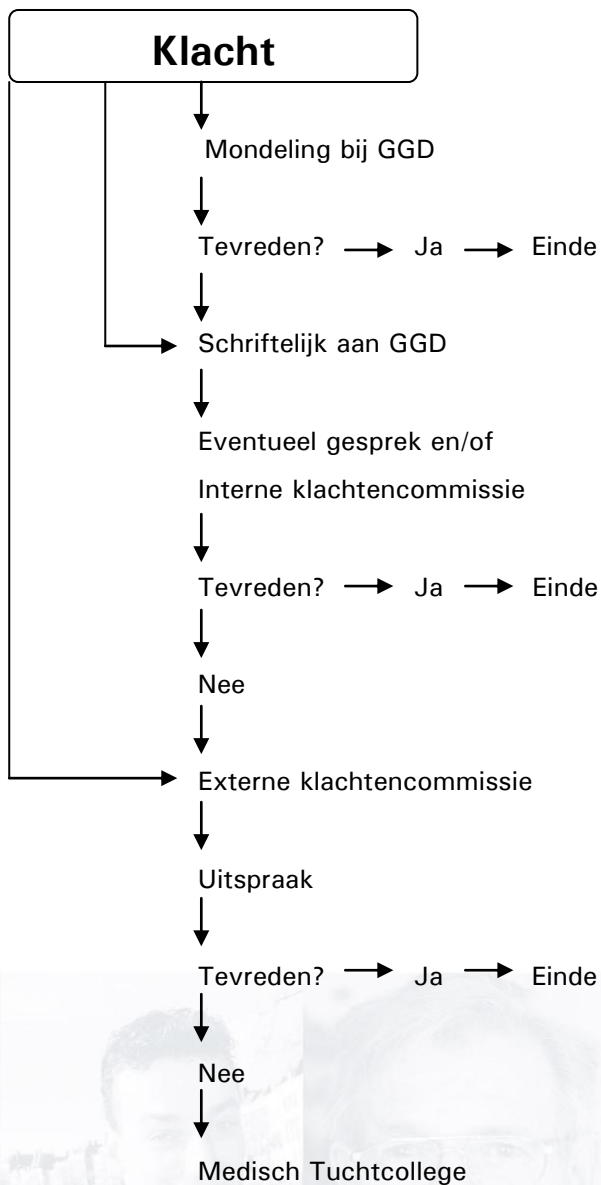 Klacht
Mondeling bij GGD
Tevreden? Ja Einde
Schriftelijk aan GGD
Eventueel gesprek en/of
Interne klachtencommissie
Tevreden? Ja Einde
Nee
Externe klachtencommissie
Uitspraak
Tevreden? Ja Einde
Nee
Medisch Tuchtcollege